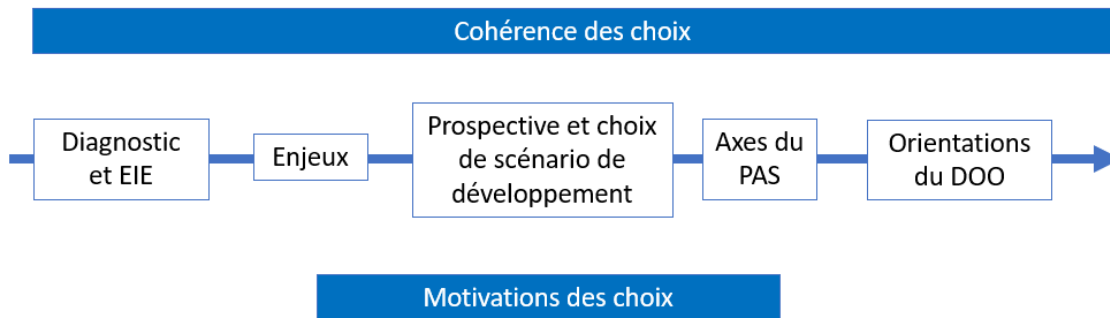 Cohérence des choix
Diagnostic
et EIE
Enjeux
Prospective et choix
de scénario de
développement
Axes du
PAS
Orientations
du DOO
Motivations des choix